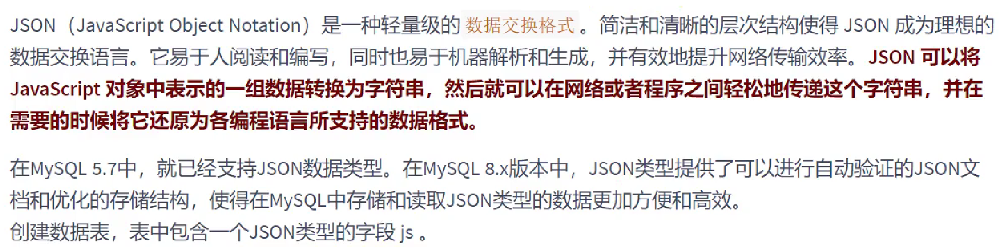 JSON（JavaScript Object Notation）是一种轻量级的 数据交换格式 。简洁和清晰的层次结构使得 JSON 成为理想的
数据交换语言。它易于人阅读和编写，同时也易于机器解析和生成，并有效地提升网络传输效率。JSON 可以将
JavaScript 对象中表示的一组数据转换为字符串，然后就可以在网络或者程序之间轻松地传递这个字符串，并在
需要的时候将它还原为各编程语言所支持的数据格式。
在MySQL 5.7中，就已经支持JSON数据类型。在MySQL 8.x版本中，JSON类型提供了可以进行自动验证的JSON文
档和优化的存储结构，使得在MySQL中存储和读取JSON类型的数据更加方便和高效。
创建数据表，表中包含一个JSON类型的字段 js 。